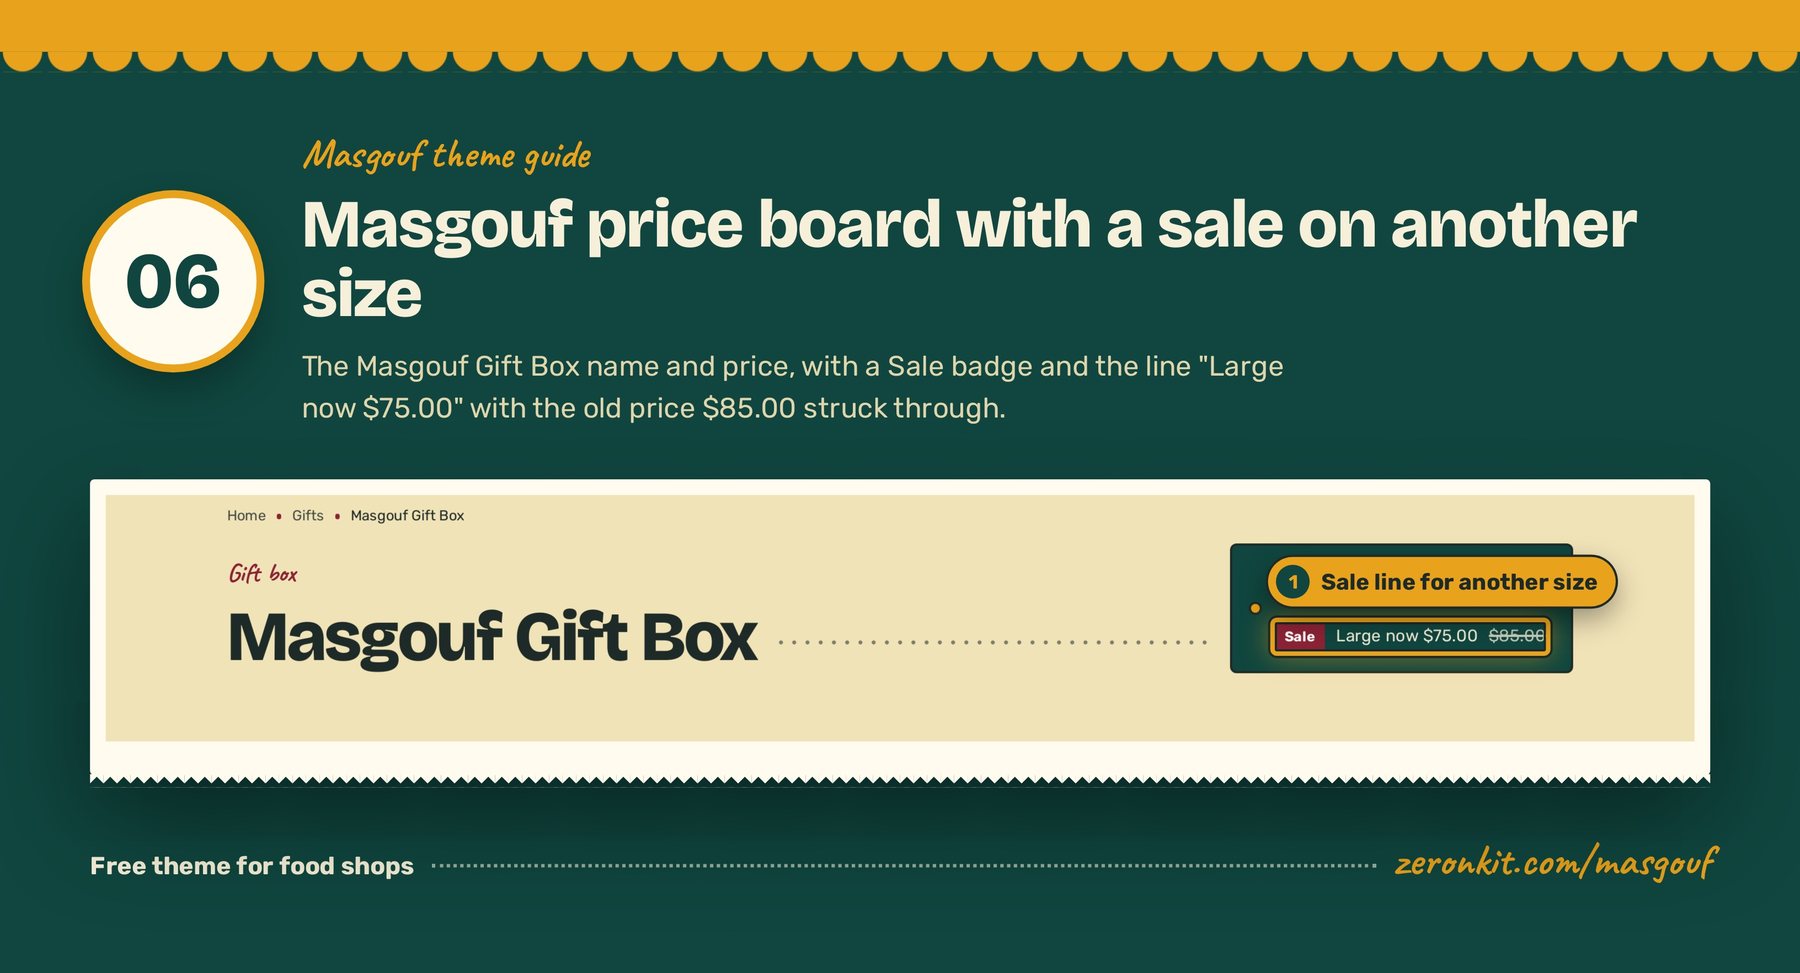 Masgouf theme guide
06
Masgouf price board with a sale on another
size
The Masgouf Gift Box name and price, with a Sale badge and the line "Large
now $75.00" with the old price $85.00 struck through.
Home • Gifts • Masgouf Gift Box
Gift box
Masgouf Gift Box
1 Sale line for another size
Sale Large now $75.00 $85.00
Free theme for food shops
zeronkit.com/masgouf